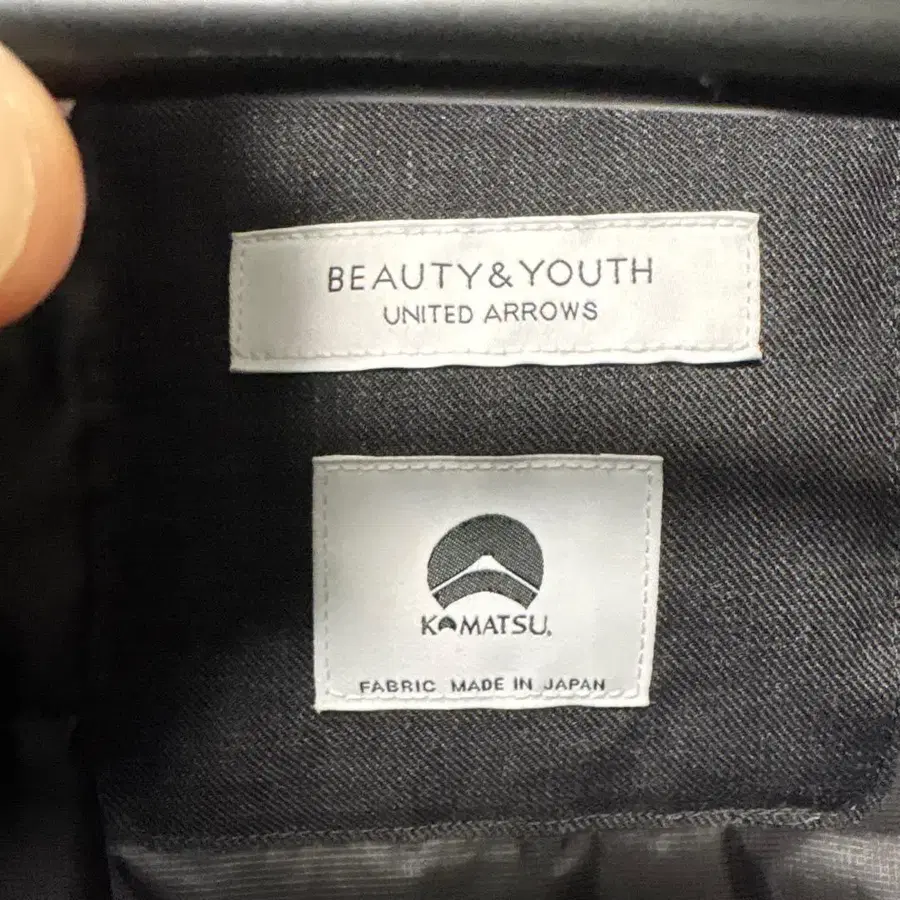 BEAUTY&YOUTH
UNITED ARROWS
KOMATSU.
FABRIC MADE IN JAPAN